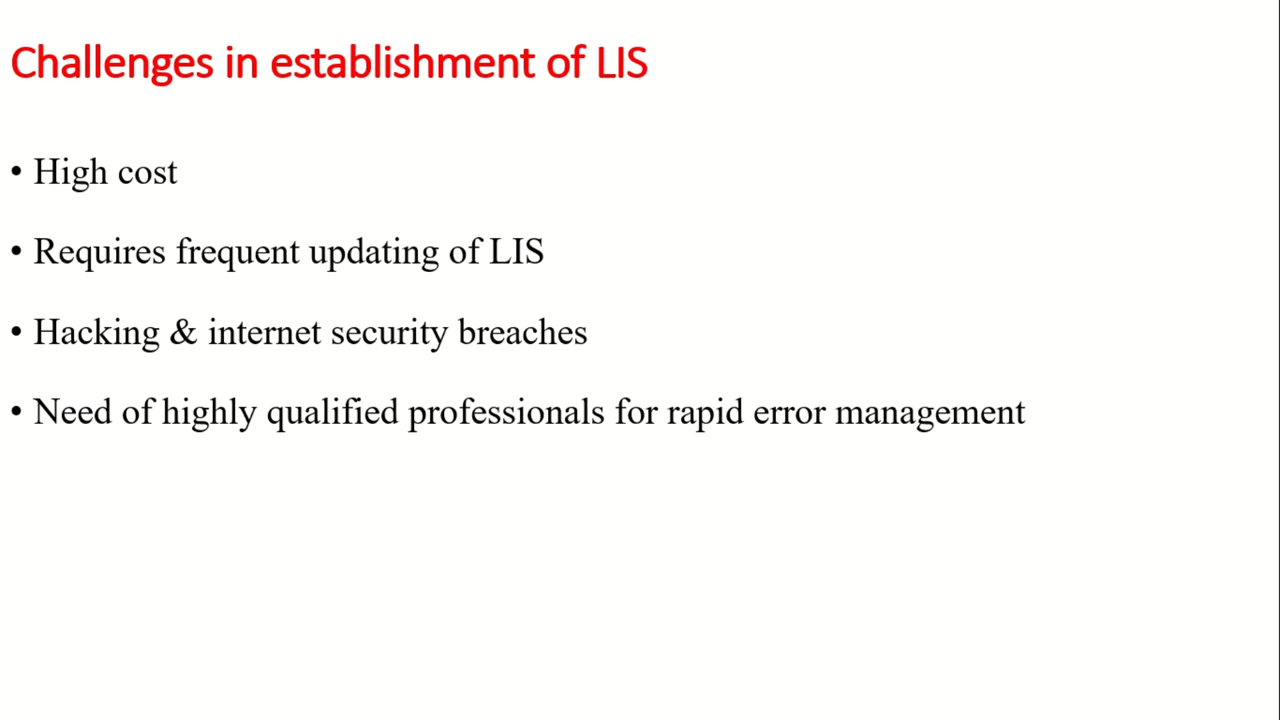 Challenges in establishment of LIS
• High cost
• Requires frequent updating of LIS
• Hacking & internet security breaches
• Need of highly qualified professionals for rapid error management